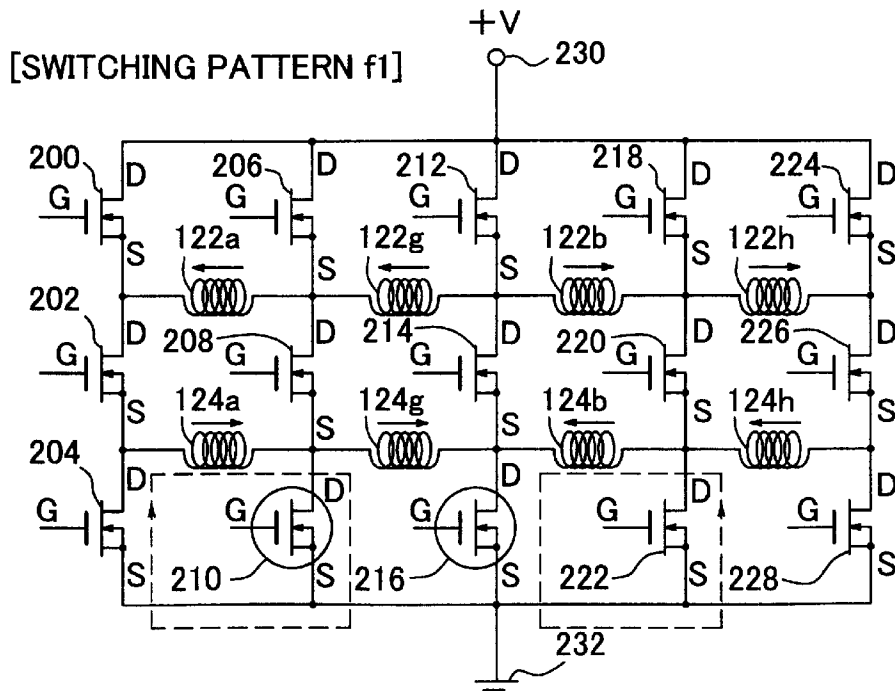 +V
230
[SWITCHING PATTERN f1]
200 D 206 D 212 D 218 D 224 D
G G G G G
122a S 122g S 122b S 122h S
S
202 D 208 D 214 D 220 D 226 D
G G G G G
124a S 124g S 124b S 124h S
S
204 D D D D D
G G G G G
S 210 S 216 S 222 S 228 S
232